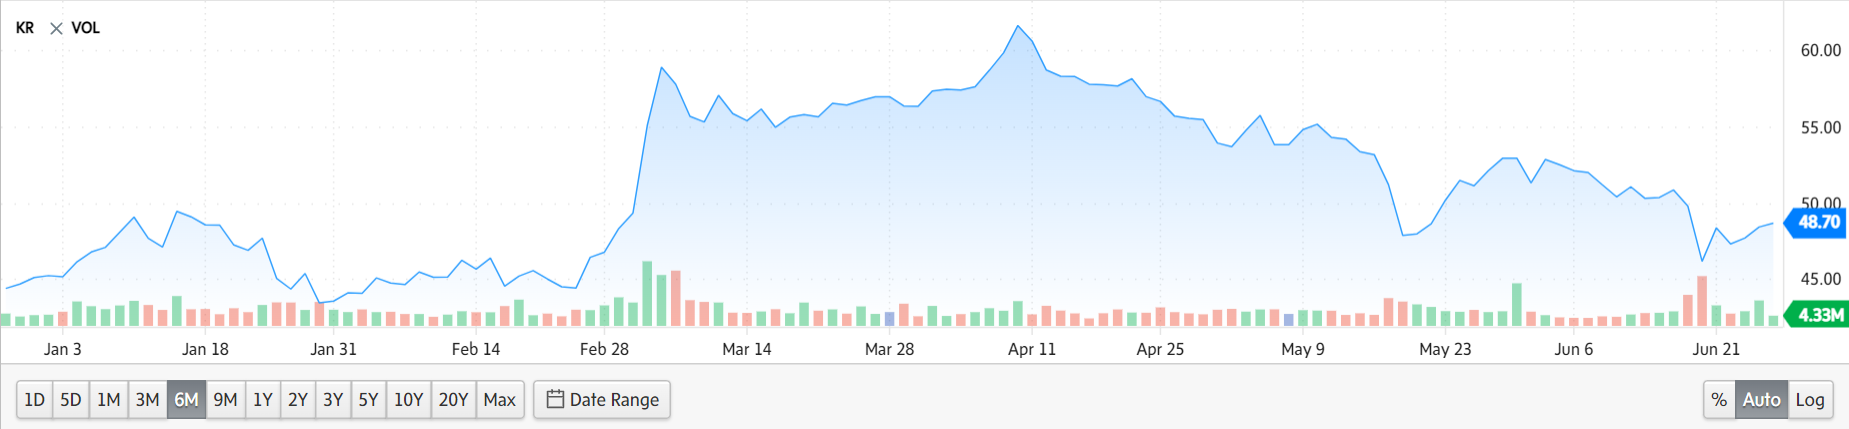 KR VOL
60.00
55.00
50.00
48.70
45.00
4.33M
Jan 3 Jan 18 Jan 31 Feb 14 Feb 28 Mar 14 Mar 28 Apr 11 Apr 25 May 9 May 23 Jun 6 Jun 21
1D 5D 1M 3M 6M 9M 1Y 2Y 3Y 5Y 10Y 20Y Max Date Range % Auto Log